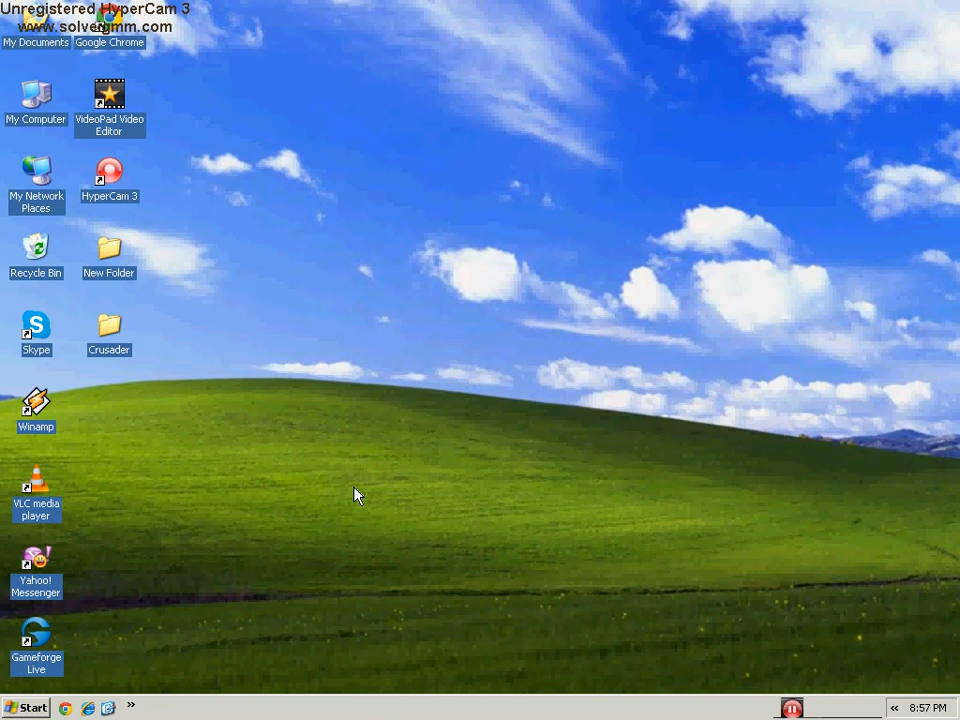 Unregistered HyperCam 3
www.solveigmm.com
My Documents
Google Chrome
My Computer
VideoPad Video
Editor
My Network
Places
HyperCam 3
Recycle Bin
New Folder
Skype
Crusader
Winamp
VLC media
player
Yahoo!
Messenger
Gameforge
Live
Start
8:57 PM